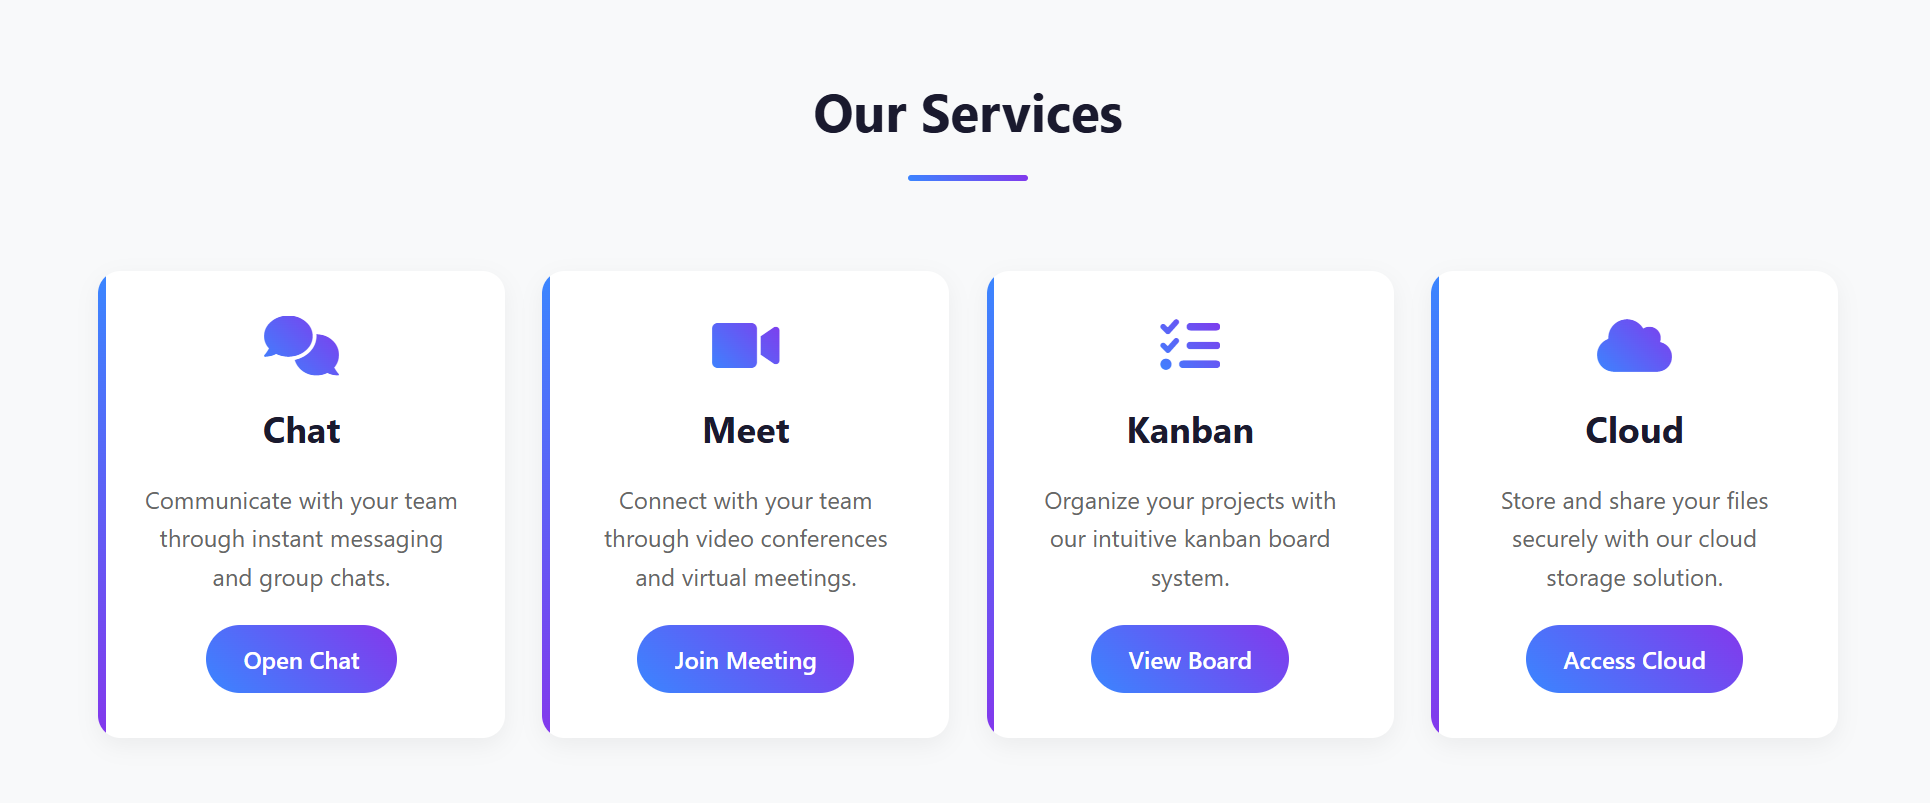 Our Services
Chat
Communicate with your team
through instant messaging
and group chats.
Open Chat
Meet
Connect with your team
through video conferences
and virtual meetings.
Join Meeting
Kanban
Organize your projects with
our intuitive kanban board
system.
View Board
Cloud
Store and share your files
securely with our cloud
storage solution.
Access Cloud